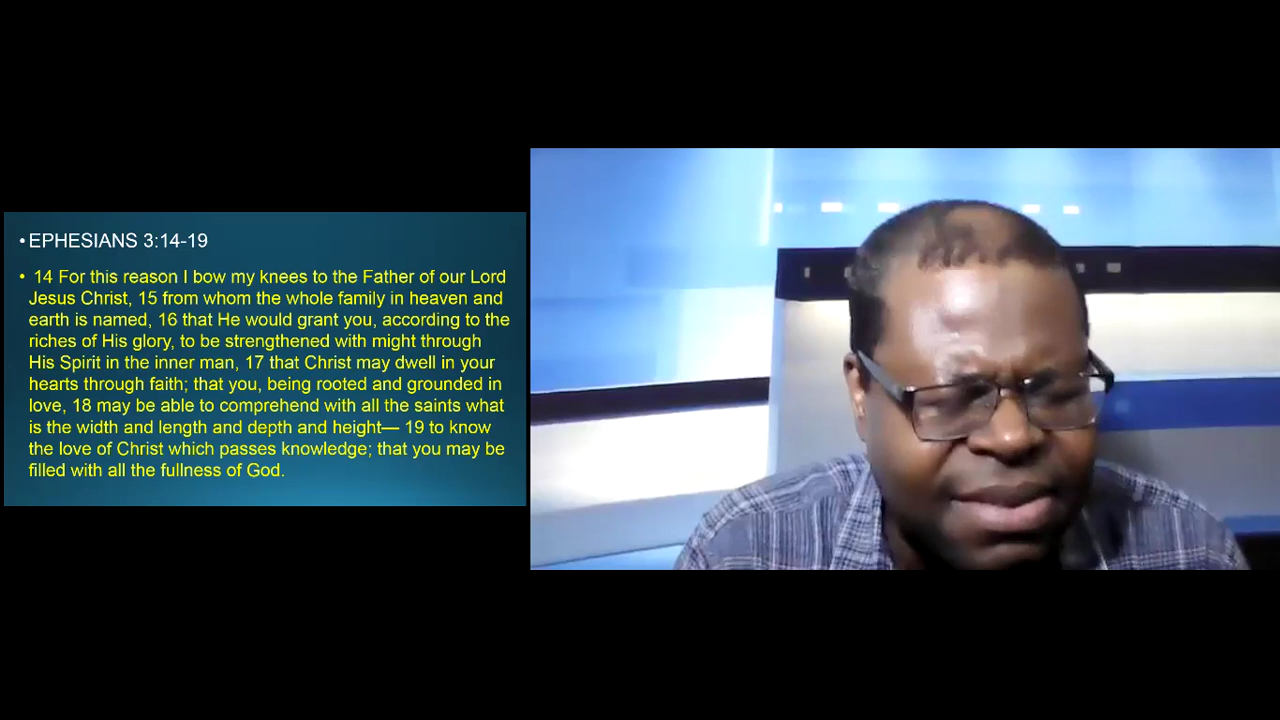 •EPHESIANS 3:14-19
• 14 For this reason I bow my knees to the Father of our Lord
Jesus Christ, 15 from whom the whole family in heaven and
earth is named, 16 that He would grant you, according to the
riches of His glory, to be strengthened with might through
His Spirit in the inner man, 17 that Christ may dwell in your
hearts through faith; that you, being rooted and grounded in
love, 18 may be able to comprehend with all the saints what
is the width and length and depth and height— 19 to know
the love of Christ which passes knowledge; that you may be
filled with all the fullness of God.